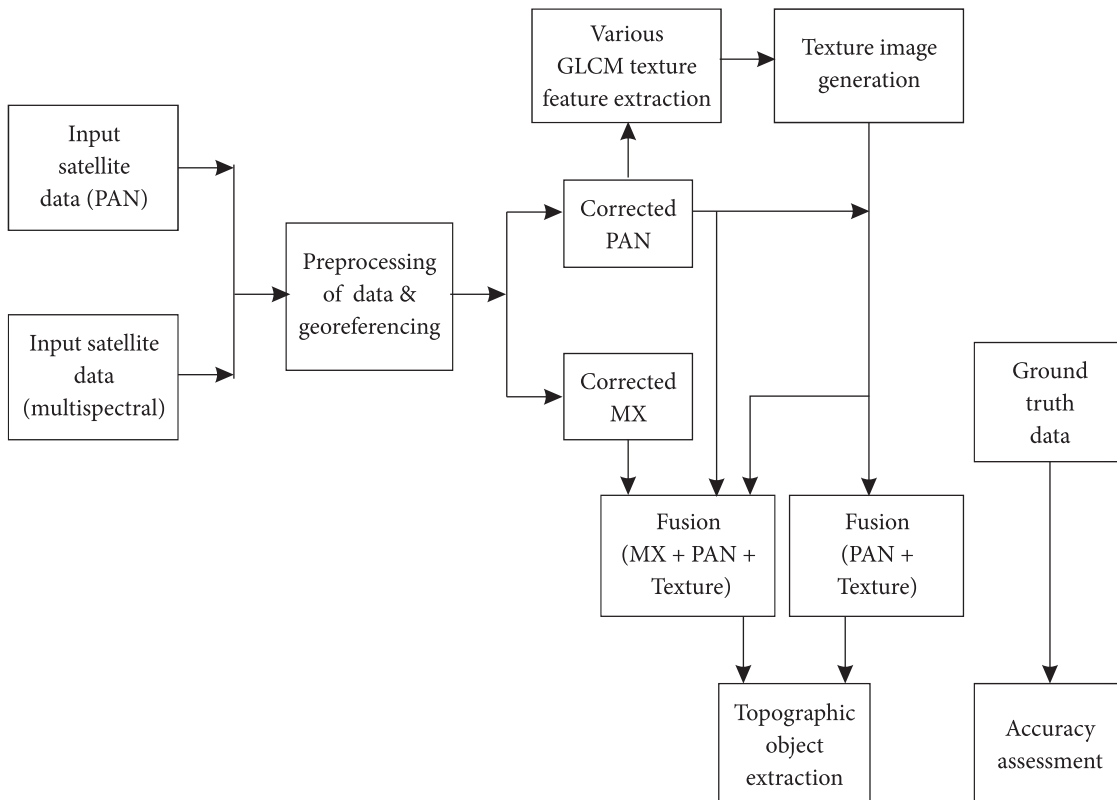 Input
satellite
data (PAN)
Input satellite
data
(multispectral)
Preprocessing
of data &
georeferencing
Various
GLCM texture
feature extraction
Texture image
generation
Corrected
PAN
Corrected
MX
Fusion
(MX + PAN +
Texture)
Fusion
(PAN +
Texture)
Topographic
object
extraction
Ground
truth
data
Accuracy
assessment